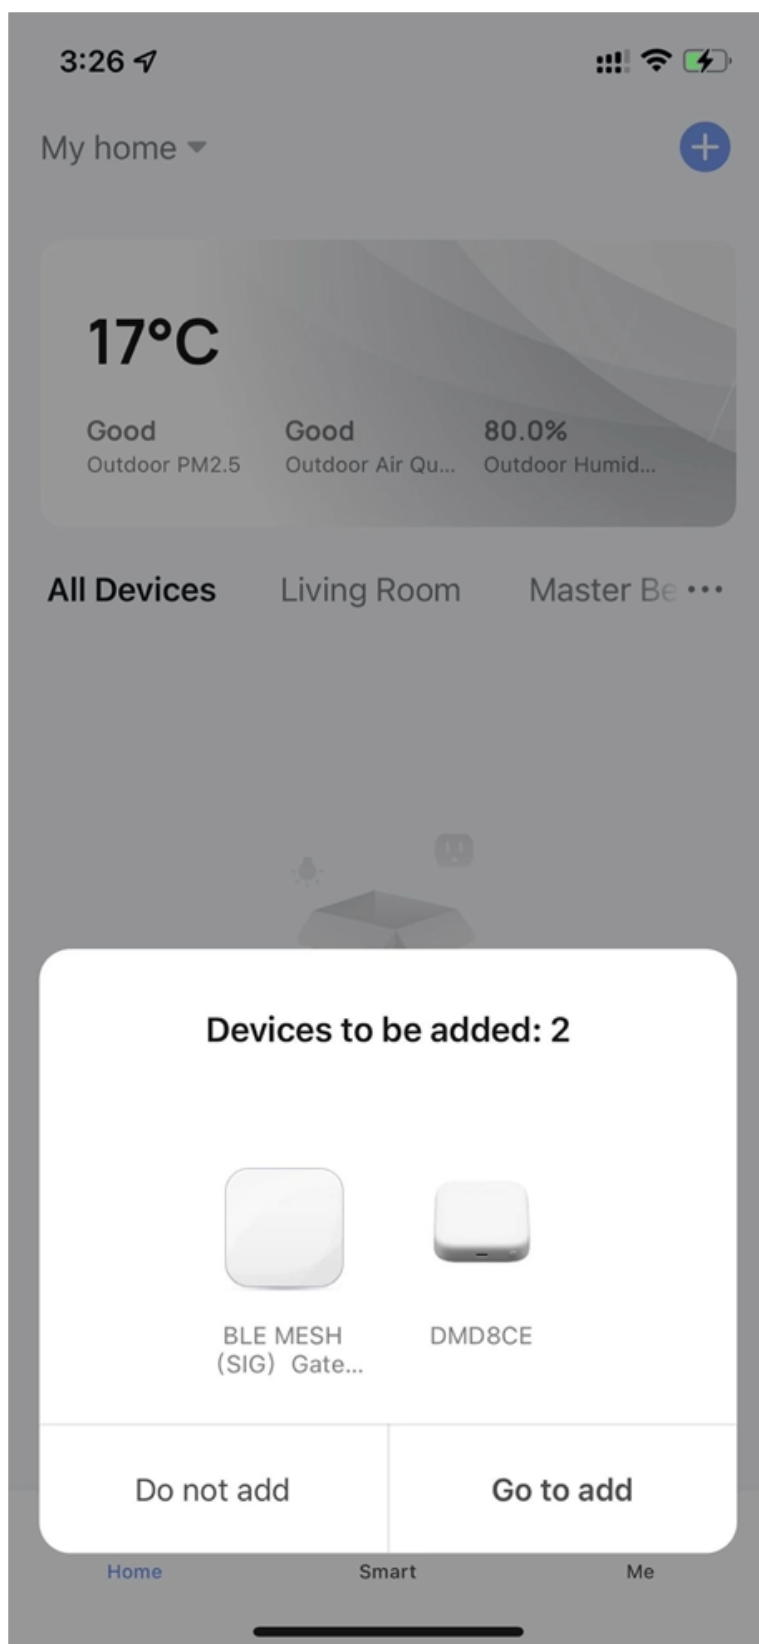 3:26
My home
17°C
Good Good 80.0%
Outdoor PM2.5 Outdoor Air Qu... Outdoor Humid...
All Devices Living Room Master Be ...
Devices to be added: 2
BLE MESH DMD8CE
(SIG) Gate...
Do not add Go to add
Home Smart Me